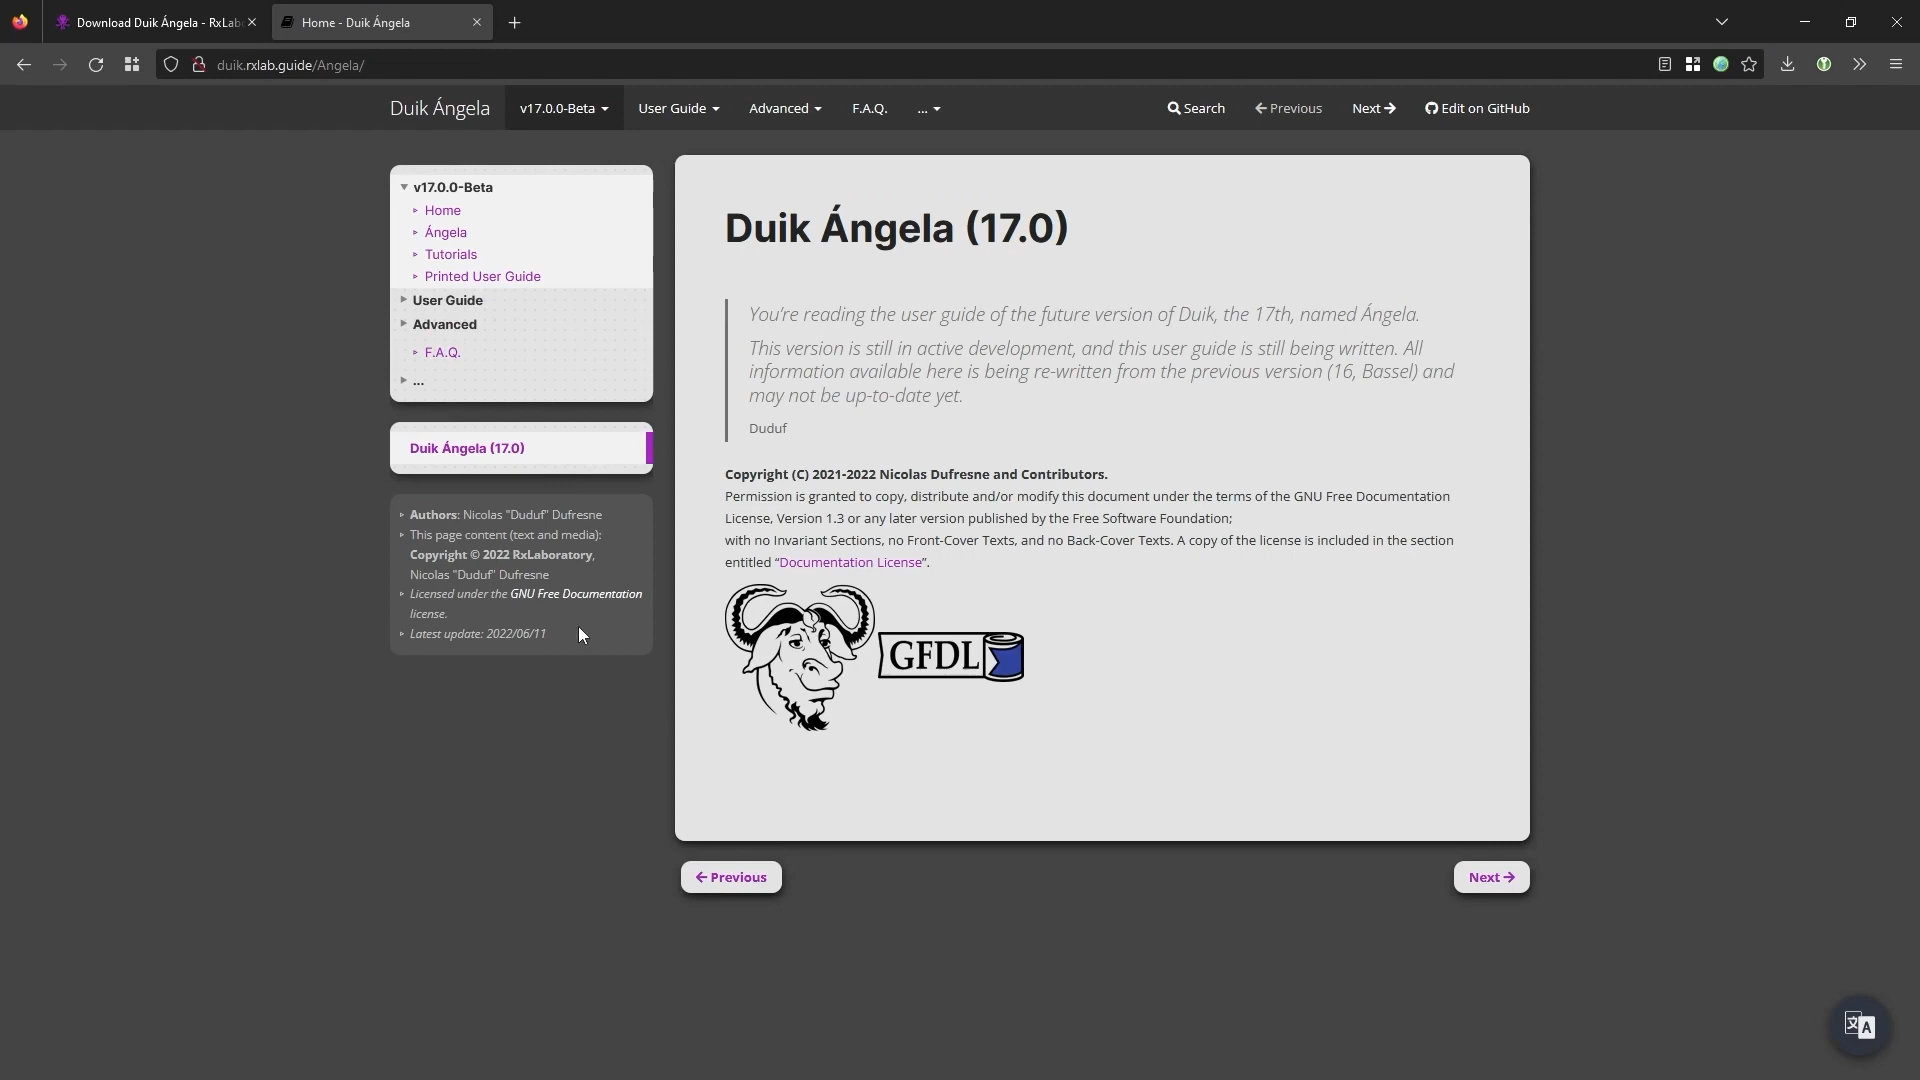 Download Duik Ángela - RxLab
Home - Duik Ángela
duik.rxlab.guide/Angela/
Duik Ángela
v17.0.0-Beta
User Guide
Advanced
F.A.Q.
...
Search
Previous
Next
Edit on GitHub
v17.0.0-Beta
Home
Ángela
Tutorials
Printed User Guide
User Guide
Advanced
F.A.Q.
...
Duik Ángela (17.0)
Authors: Nicolas "Duduf" Dufresne
This page content (text and media):
Copyright © 2022 RxLaboratory,
Nicolas "Duduf" Dufresne
Licensed under the GNU Free Documentation
license.
Latest update: 2022/06/11
Duik Ángela (17.0)
You’re reading the user guide of the future version of Duik, the 17th, named Ángela.
This version is still in active development, and this user guide is still being written. All
information available here is being re-written from the previous version (16, Bassel) and
may not be up-to-date yet.
Duduf
Copyright (C) 2021-2022 Nicolas Dufresne and Contributors.
Permission is granted to copy, distribute and/or modify this document under the terms of the GNU Free Documentation
License, Version 1.3 or any later version published by the Free Software Foundation;
with no Invariant Sections, no Front-Cover Texts, and no Back-Cover Texts. A copy of the license is included in the section
entitled “Documentation License”.
GFDL
Previous
Next
文A